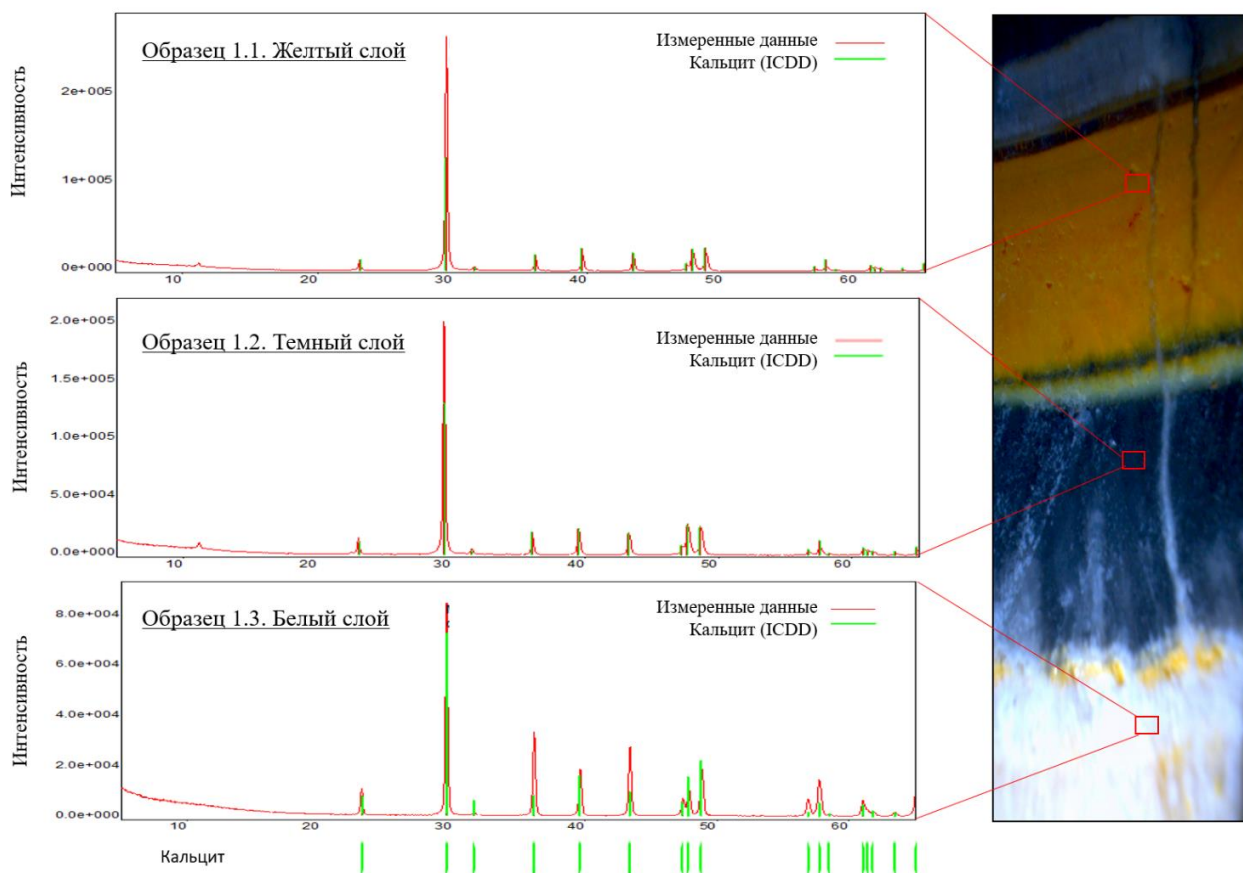 Образец 1.1. Желтый слой
Измеренные данные
Кальцит (ICDD)
Интенсивность
2e+005
1e+005
0e+000
10 20 30 40 50 60
Образец 1.2. Темный слой
Измеренные данные
Кальцит (ICDD)
Интенсивность
2.0e+005
1.5e+005
1.0e+005
5.0e+004
0.0e+000
10 20 30 40 50 60
Образец 1.3. Белый слой
Измеренные данные
Кальцит (ICDD)
Интенсивность
8.0e+004
6.0e+004
4.0e+004
2.0e+004
0.0e+000
10 20 30 40 50 60
Кальцит